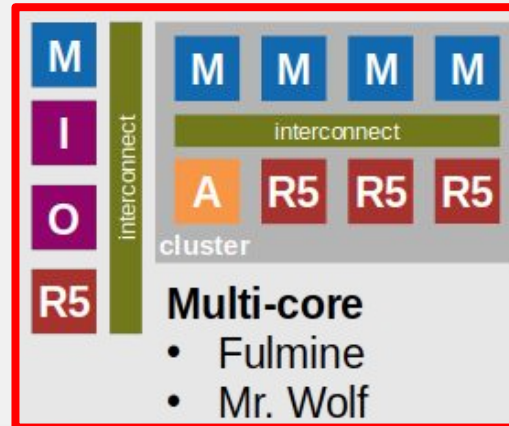 M
I
O
R5
interconnect
M M M M
interconnect
A R5 R5 R5
cluster
Multi-core
• Fulmine
• Mr. Wolf